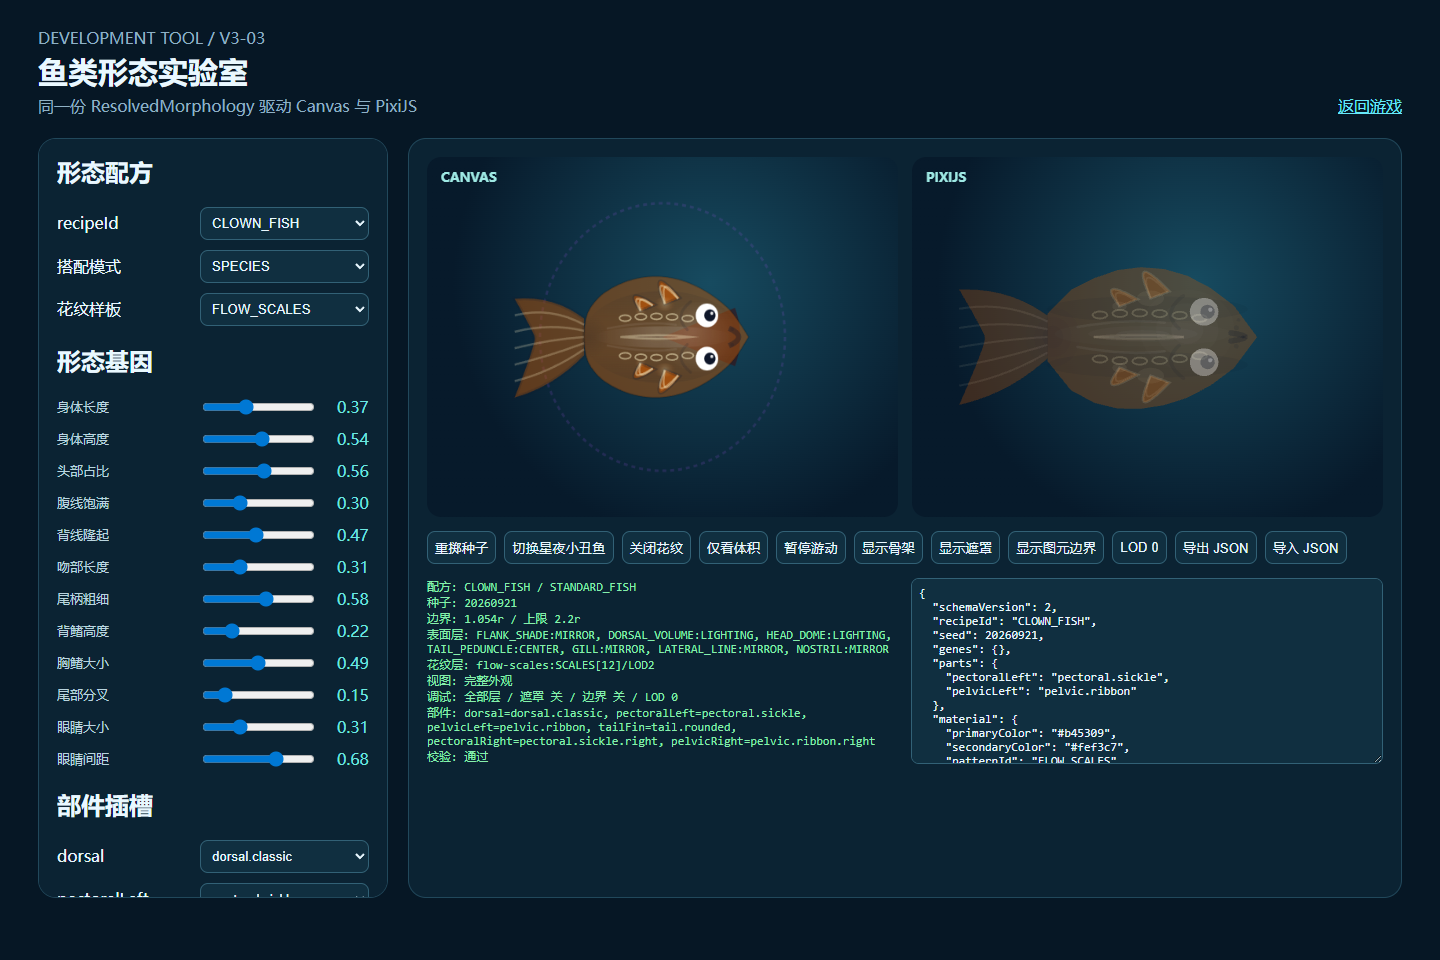 DEVELOPMENT TOOL / V3-03
鱼类形态实验室
同一份 ResolvedMorphology 驱动 Canvas 与 PixiJS
返回游戏
形态配方
recipeId
CLOWN_FISH
搭配模式
SPECIES
花纹样板
FLOW_SCALES
形态基因
身体长度 0.37
身体高度 0.54
头部占比 0.56
腹线饱满 0.30
背线隆起 0.47
吻部长度 0.31
尾柄粗细 0.58
背鳍高度 0.22
胸鳍大小 0.49
尾部分叉 0.15
眼睛大小 0.31
眼睛间距 0.68
部件插槽
dorsal
dorsal.classic
CANVAS
PIXIJS
重掷种子
切换星夜小丑鱼
关闭花纹
仅看体积
暂停游动
显示骨架
显示遮罩
显示图元边界
LOD 0
导出 JSON
导入 JSON
配方: CLOWN_FISH / STANDARD_FISH
种子: 20260921
边界: 1.054r / 上限 2.2r
表面层: FLANK_SHADE:MIRROR, DORSAL_VOLUME:LIGHTING, HEAD_DOME:LIGHTING,
TAIL_PEDUNCLE:CENTER, GILL:MIRROR, LATERAL_LINE:MIRROR, NOSTRIL:MIRROR
花纹层: flow-scales:SCALES[12]/LOD2
视图: 完整外观
调试: 全部层 / 遮罩 关 / 边界 关 / LOD 0
部件: dorsal=dorsal.classic, pectoralLeft=pectoral.sickle,
pelvicLeft=pelvic.ribbon, tailFin=tail.rounded,
pectoralRight=pectoral.sickle.right, pelvicRight=pelvic.ribbon.right
校验: 通过
{
"schemaVersion": 2,
"recipeId": "CLOWN_FISH",
"seed": 20260921,
"genes": {},
"parts": {
"pectoralLeft": "pectoral.sickle",
"pelvicLeft": "pelvic.ribbon"
},
"material": {
"primaryColor": "#b45309",
"secondaryColor": "#fef3c7",
"patternId": "FLOW_SCALES"